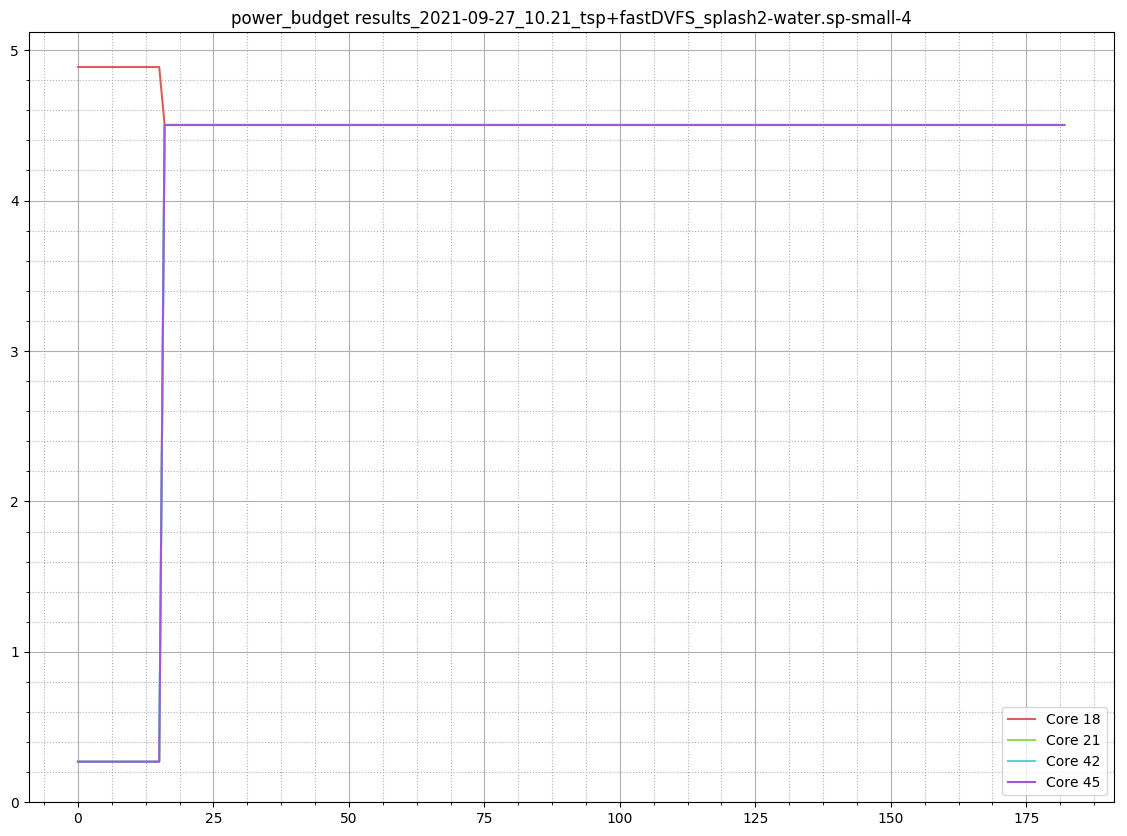 power_budget results_2021-09-27_10.21_tsp+fastDVFS_splash2-water.sp-small-4
5
4
3
2
1
0
0 25 50 75 100 125 150 175
Core 18
Core 21
Core 42
Core 45